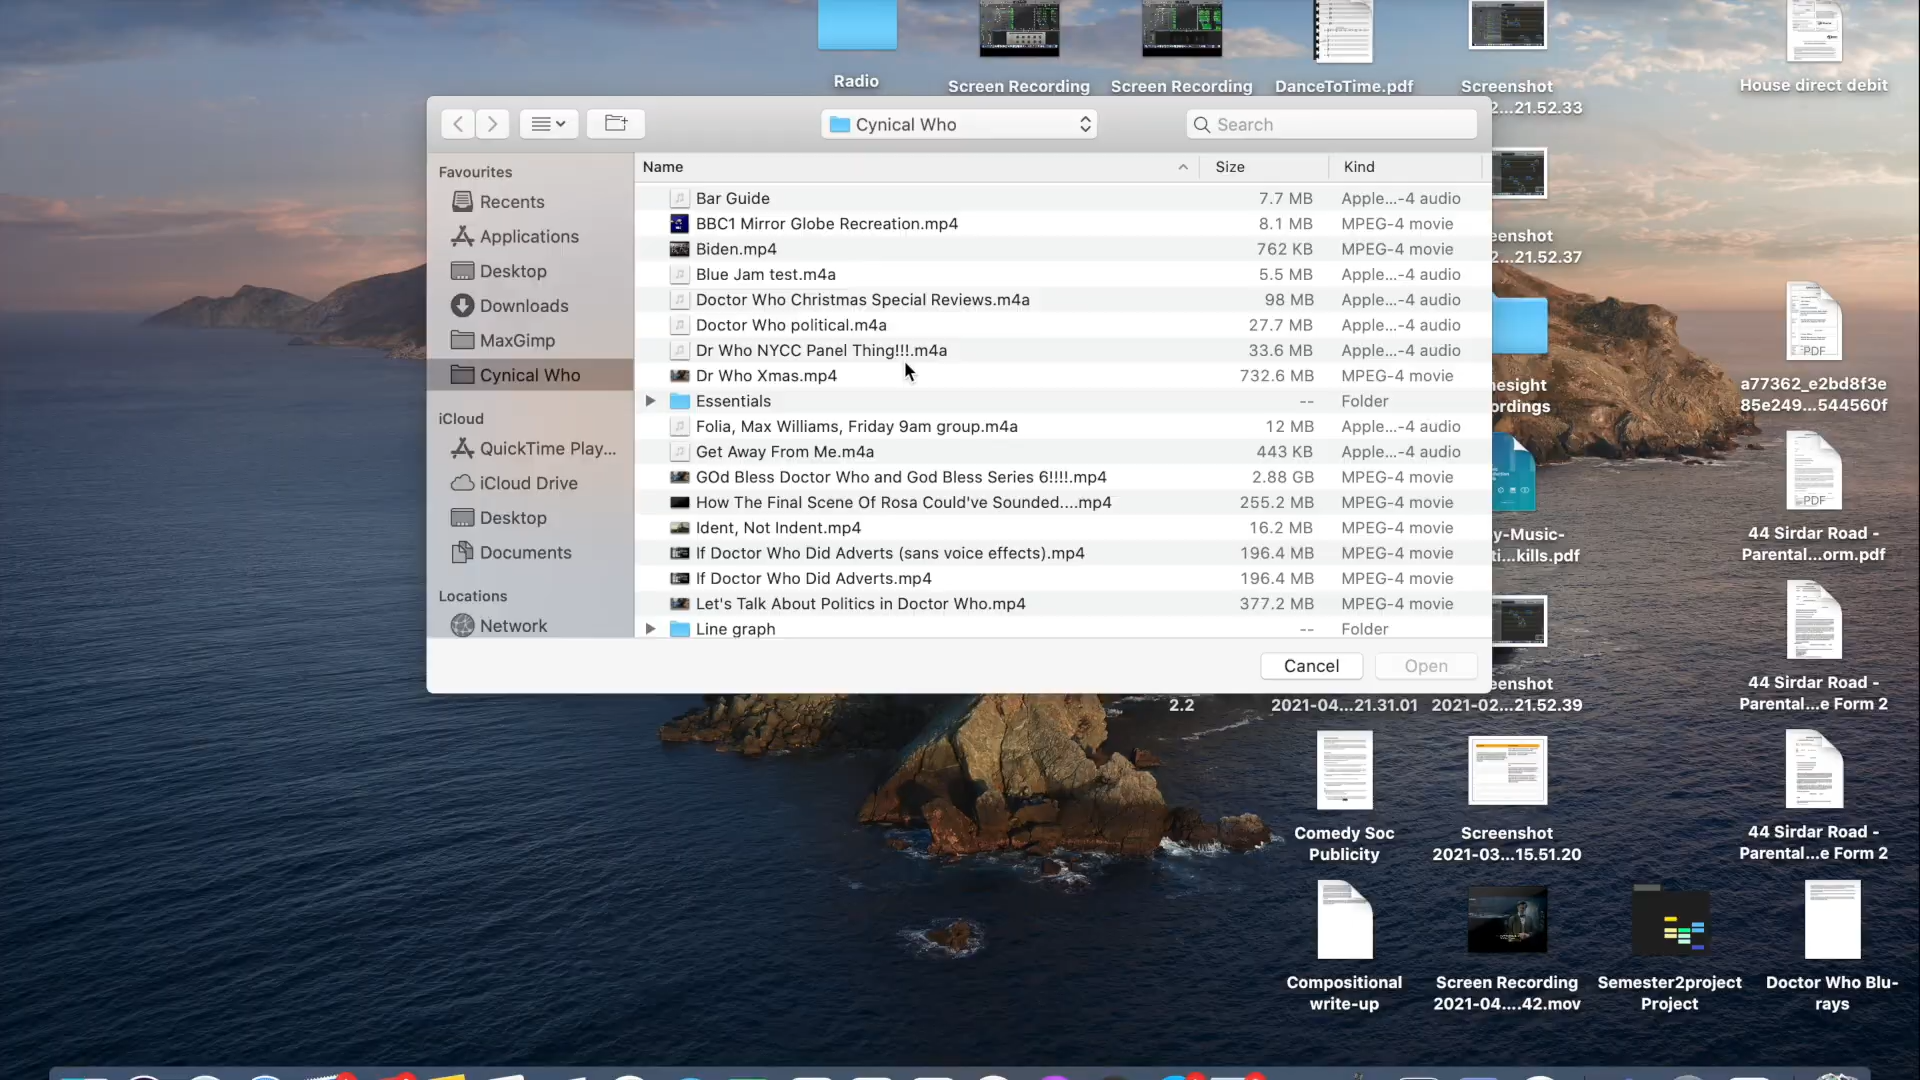 Radio
Screen Recording
Screen Recording
DanceToTime.pdf
Screenshot
2...21.52.33
House direct debit
Cynical Who
Search
Favourites
Recents
Applications
Desktop
Downloads
MaxGimp
Cynical Who
iCloud
QuickTime Play...
iCloud Drive
Desktop
Documents
Locations
Network
Name Size Kind
Bar Guide 7.7 MB Apple...-4 audio
BBC1 Mirror Globe Recreation.mp4 8.1 MB MPEG-4 movie
Biden.mp4 762 KB MPEG-4 movie
Blue Jam test.m4a 5.5 MB Apple...-4 audio
Doctor Who Christmas Special Reviews.m4a 98 MB Apple...-4 audio
Doctor Who political.m4a 27.7 MB Apple...-4 audio
Dr Who NYCC Panel Thing!!!.m4a 33.6 MB Apple...-4 audio
Dr Who Xmas.mp4 732.6 MB MPEG-4 movie
Essentials -- Folder
Folia, Max Williams, Friday 9am group.m4a 12 MB Apple...-4 audio
Get Away From Me.m4a 443 KB Apple...-4 audio
GOd Bless Doctor Who and God Bless Series 6!!!!.mp4 2.88 GB MPEG-4 movie
How The Final Scene Of Rosa Could've Sounded....mp4 255.2 MB MPEG-4 movie
Ident, Not Indent.mp4 16.2 MB MPEG-4 movie
If Doctor Who Did Adverts (sans voice effects).mp4 196.4 MB MPEG-4 movie
If Doctor Who Did Adverts.mp4 196.4 MB MPEG-4 movie
Let's Talk About Politics in Doctor Who.mp4 377.2 MB MPEG-4 movie
Line graph -- Folder
Cancel
Open
eenshot
2...21.52.37
nesight
ordings
PDF
a77362_e2bd8f3e
85e249...544560f
y-Music-
ti...kills.pdf
PDF
44 Sirdar Road -
Parental...orm.pdf
2.2
2021-04...21.31.01
eenshot
2021-02...21.52.39
44 Sirdar Road -
Parental...e Form 2
Comedy Soc
Publicity
Screenshot
2021-03...15.51.20
44 Sirdar Road -
Parental...e Form 2
Compositional
write-up
Screen Recording
2021-04....42.mov
Semester2project
Project
Doctor Who Blu-
rays